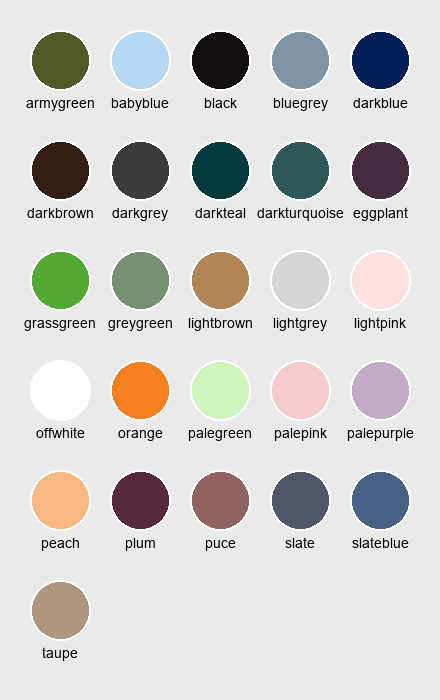 armygreen babyblue black bluegrey darkblue
darkbrown darkgrey darkteal darkturquoise eggplant
grassgreen greygreen lightbrown lightgrey lightpink
offwhite orange palegreen palepink palepurple
peach plum puce slate slateblue
taupe